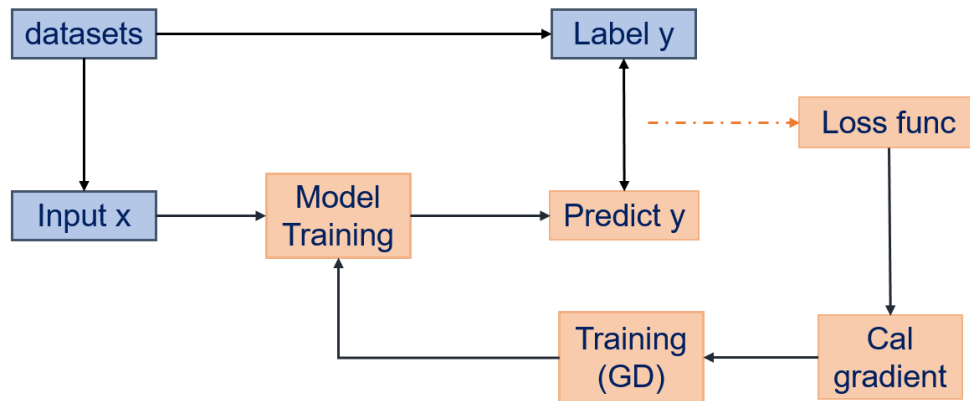 datasets
Label y
Loss func
Input x
Model
Training
Predict y
Training
(GD)
Cal
gradient